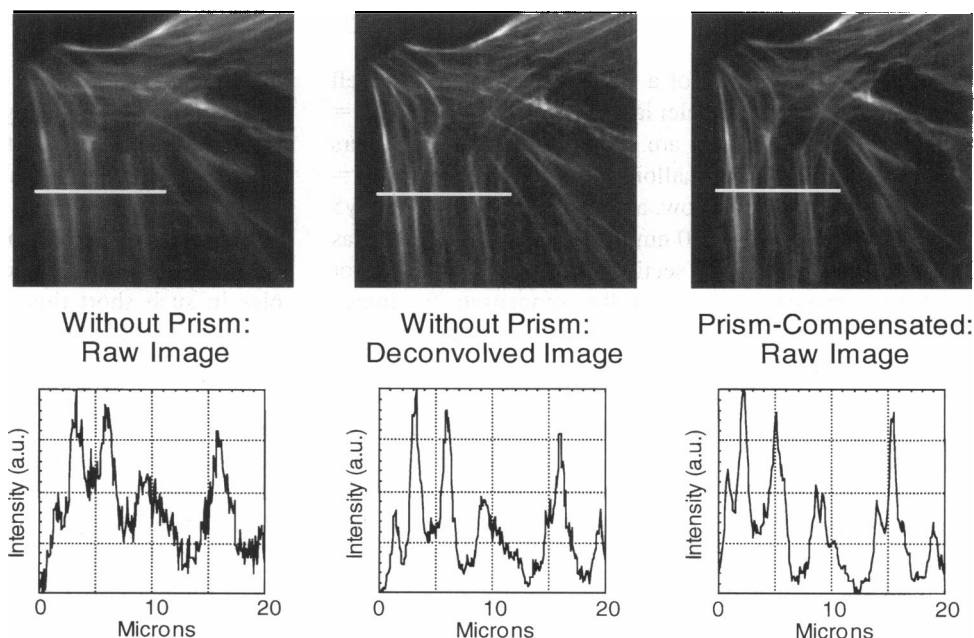 Without Prism:
Raw Image
Without Prism:
Deconvolved Image
Prism-Compensated:
Raw Image
Intensity (a.u.)
0 10 20
Microns
Intensity (a.u.)
0 10 20
Microns
Intensity (a.u.)
0 10 20
Microns